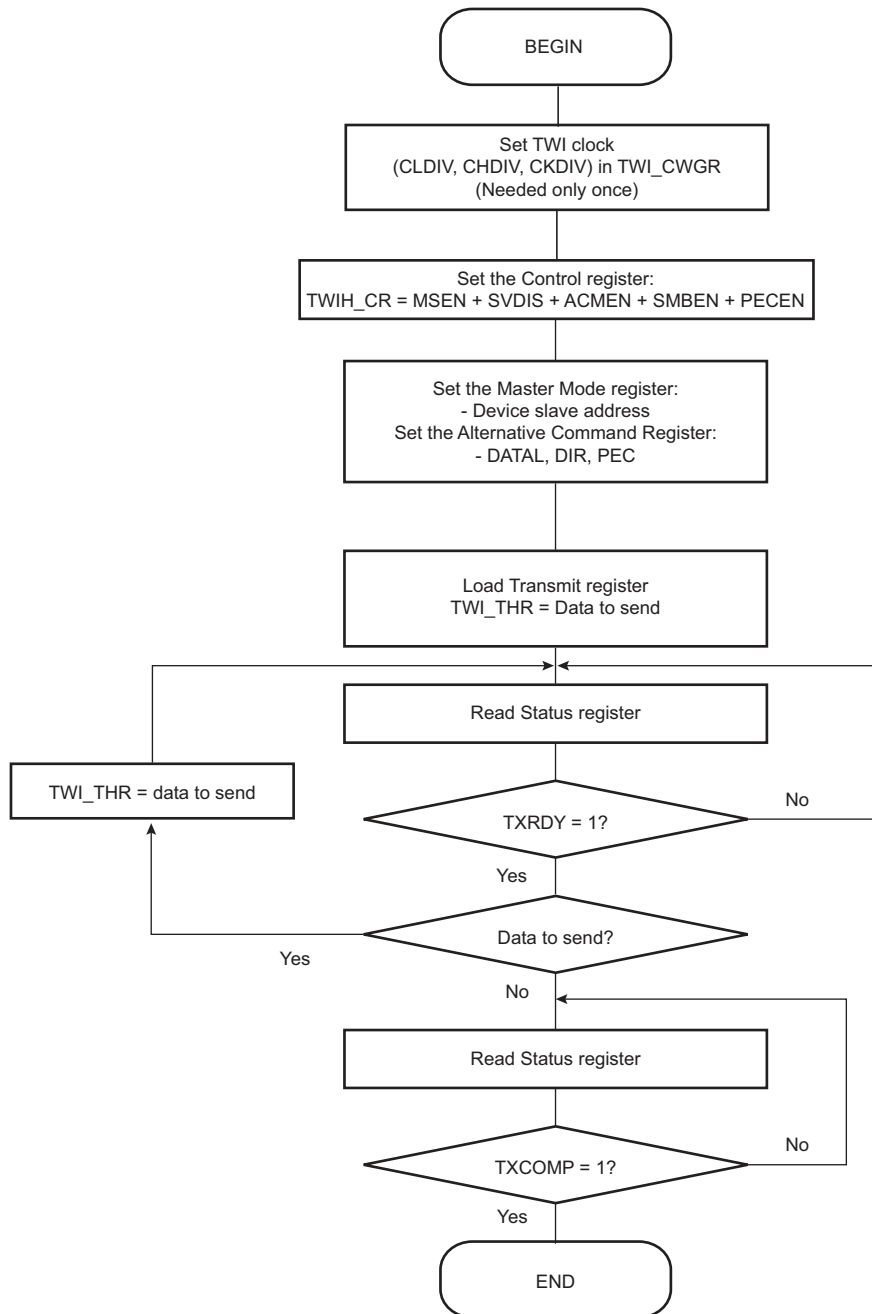 BEGIN
Set TWI clock
(CLDIV, CHDIV, CKDIV) in TWI_CWGR
(Needed only once)
Set the Control register:
TWIH_CR = MSEN + SVDIS + ACMEN + SMBEN + PECEN
Set the Master Mode register:
- Device slave address
Set the Alternative Command Register:
- DATAL, DIR, PEC
Load Transmit register
TWI_THR = Data to send
Read Status register
TWI_THR = data to send
TXRDY = 1?
No
Yes
Data to send?
Yes
No
Read Status register
TXCOMP = 1?
No
Yes
END